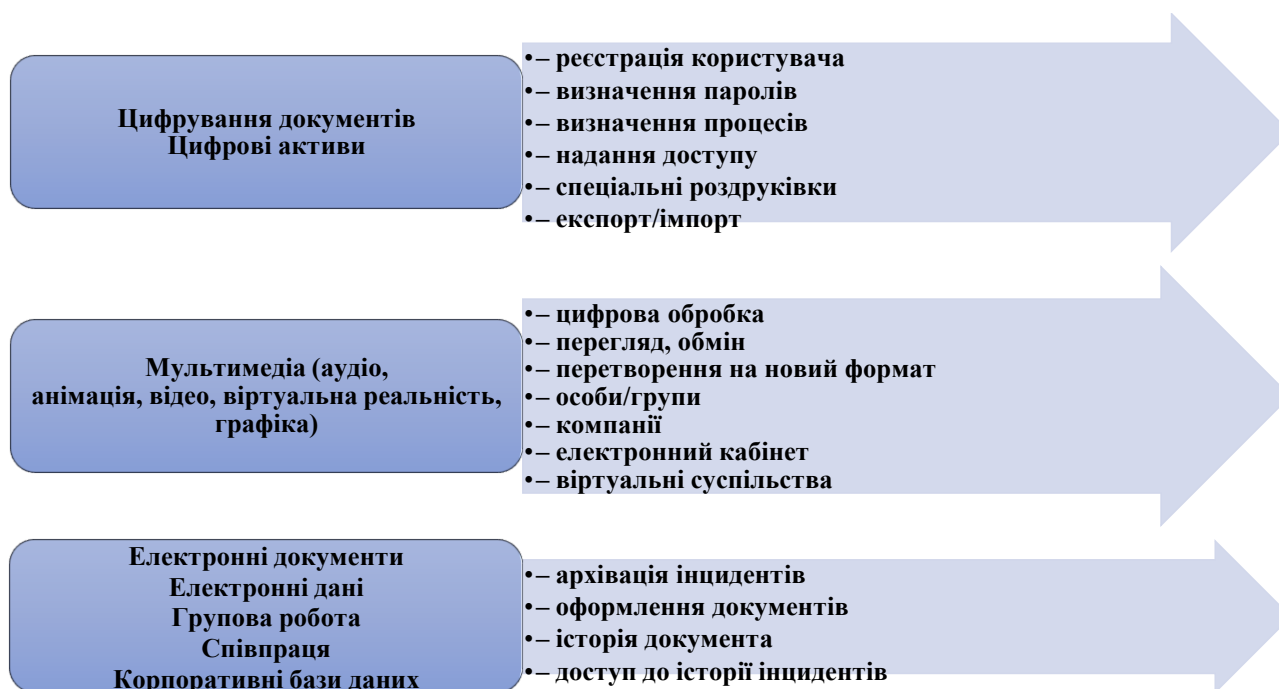 Цифрування документів
Цифрові активи
•– реєстрація користувача
•– визначення паролів
•– визначення процесів
•– надання доступу
•– спеціальні роздруківки
•– експорт/імпорт
Мультимедіа (аудіо,
анімація, відео, віртуальна реальність,
графіка)
•– цифрова обробка
•– перегляд, обмін
•– перетворення на новий формат
•– особи/групи
•– компанії
•– електронний кабінет
•– віртуальні суспільства
Електронні документи
Електронні дані
Групова робота
Співпраця
Корпоративні бази даних
•– архівація інцидентів
•– оформлення документів
•– історія документа
•– доступ до історії інцидентів